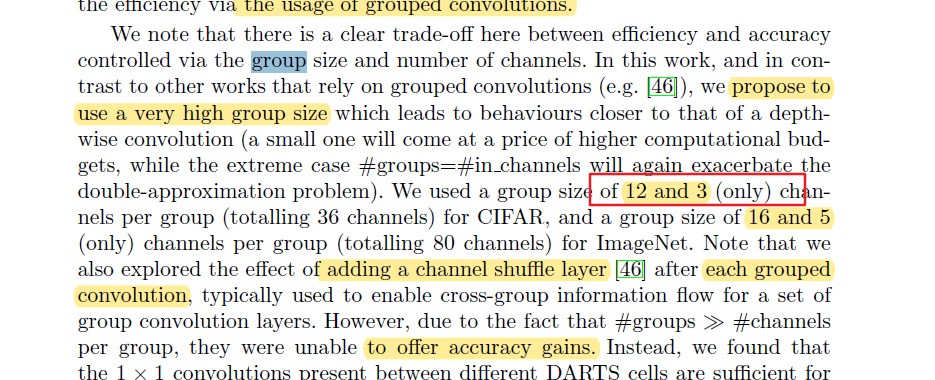 the efficiency via the usage of grouped convolutions.
We note that there is a clear trade-off here between efficiency and accuracy
controlled via the group size and number of channels. In this work, and in con-
trast to other works that rely on grouped convolutions (e.g. [46]), we propose to
use a very high group size which leads to behaviours closer to that of a depth-
wise convolution (a small one will come at a price of higher computational bud-
gets, while the extreme case #groups=#in_channels will again exacerbate the
double-approximation problem). We used a group size of 12 and 3 (only) chan-
nels per group (totalling 36 channels) for CIFAR, and a group size of 16 and 5
(only) channels per group (totalling 80 channels) for ImageNet. Note that we
also explored the effect of adding a channel shuffle layer [46] after each grouped
convolution, typically used to enable cross-group information flow for a set of
group convolution layers. However, due to the fact that #groups ≫ #channels
per group, they were unable to offer accuracy gains. Instead, we found that
the 1 × 1 convolutions present between different DARTS cells are sufficient for